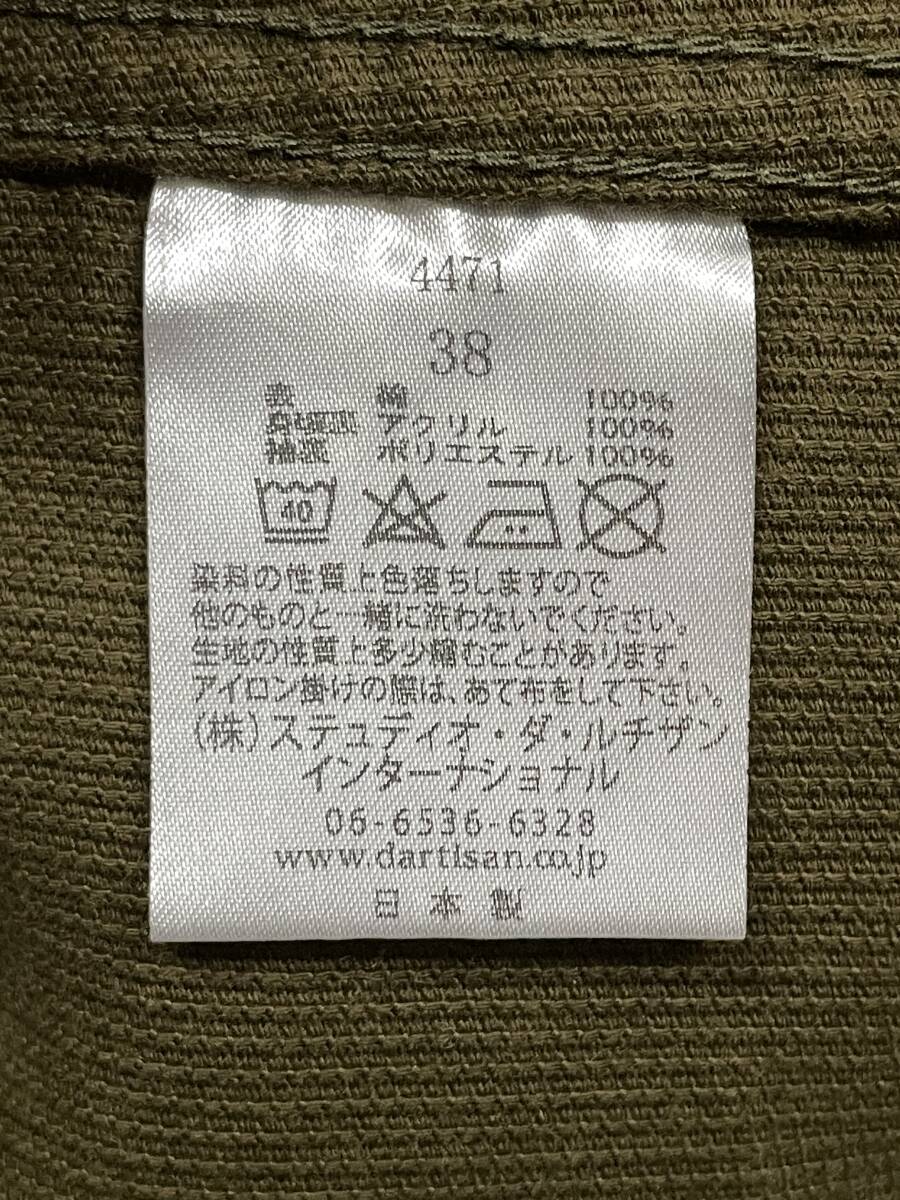 4471
38
表 綿 100%
身頃裏 アクリル 100%
袖裏 ポリエステル 100%
40
染料の性質上色落ちしますので
他のものと一緒に洗わないでください。
生地の性質上多少縮むことがあります。
アイロン掛けの際は、あて布をして下さい。
(株)ステュディオ・ダ・ルチザン
インターナショナル
06-6536-6328
www.dartisan.co.jp
日本製